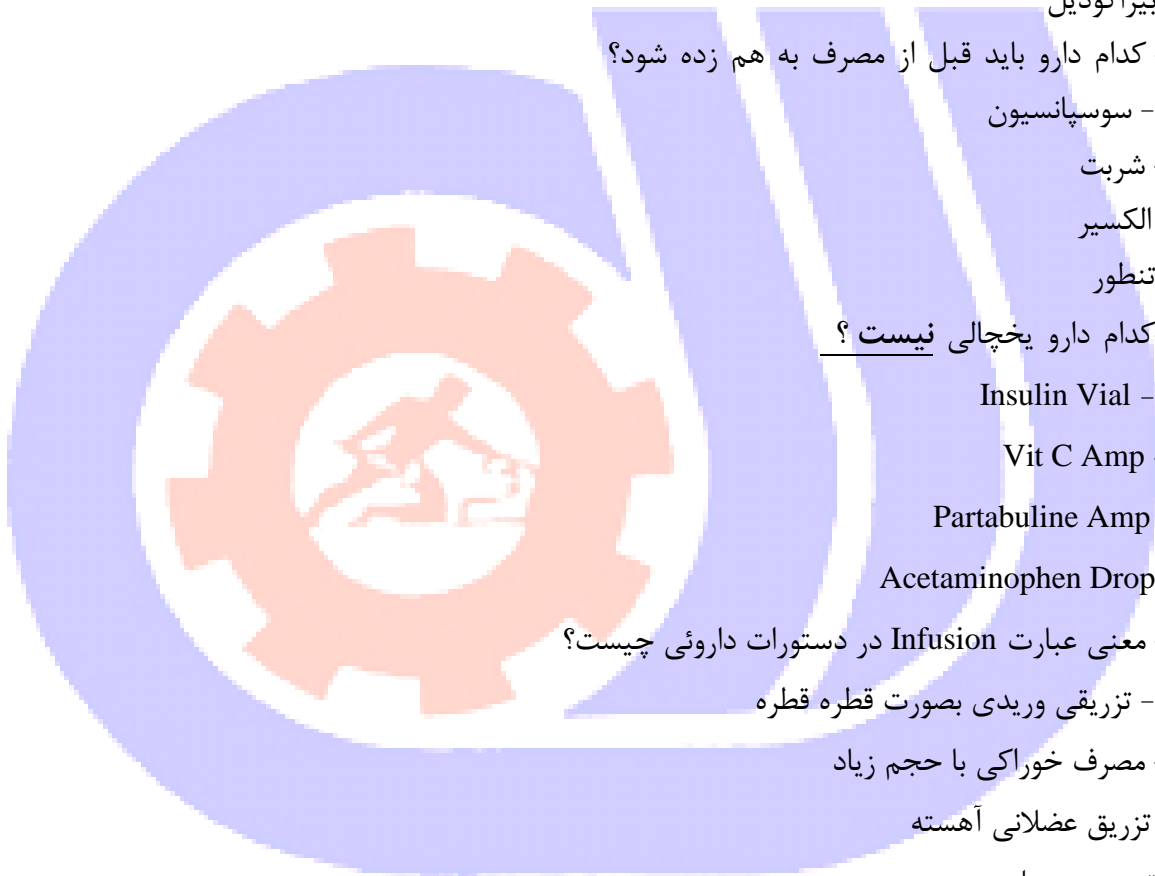 بیزاکودیل
- کدام دارو باید قبل از مصرف به هم زده شود؟
- سوسپانسیون
- شربت
الکسیر
تنطور
کدام دارو یخچالی نیست ؟
- Insulin Vial
- Vit C Amp
Partabuline Amp
Acetaminophen Drop
- معنی عبارت Infusion در دستورات داروئی چیست؟
- تزریقی وریدی بصورت قطره قطره
- مصرف خوراکی با حجم زیاد
تزریق عضلانی آهسته